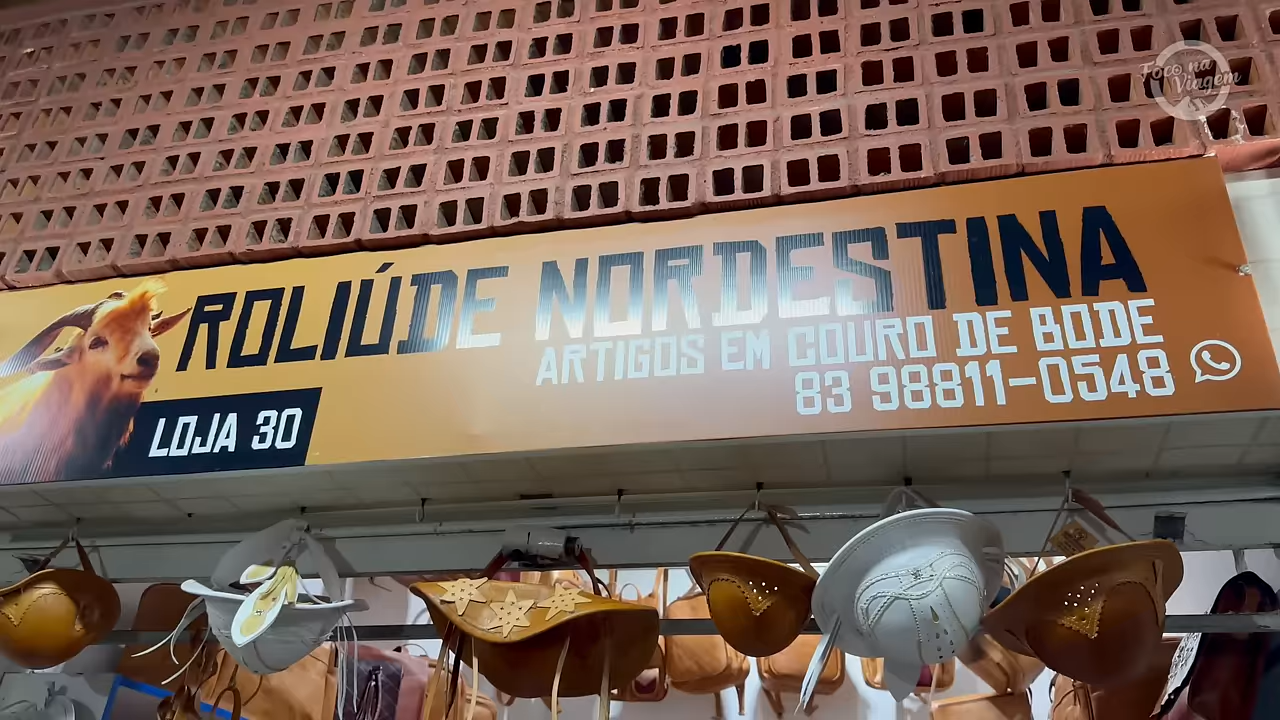 Foco na
Viagem
ROLIÚDE NORDESTINA
ARTIGOS EM COURO DE BODE
83 98811-0548
LOJA 30